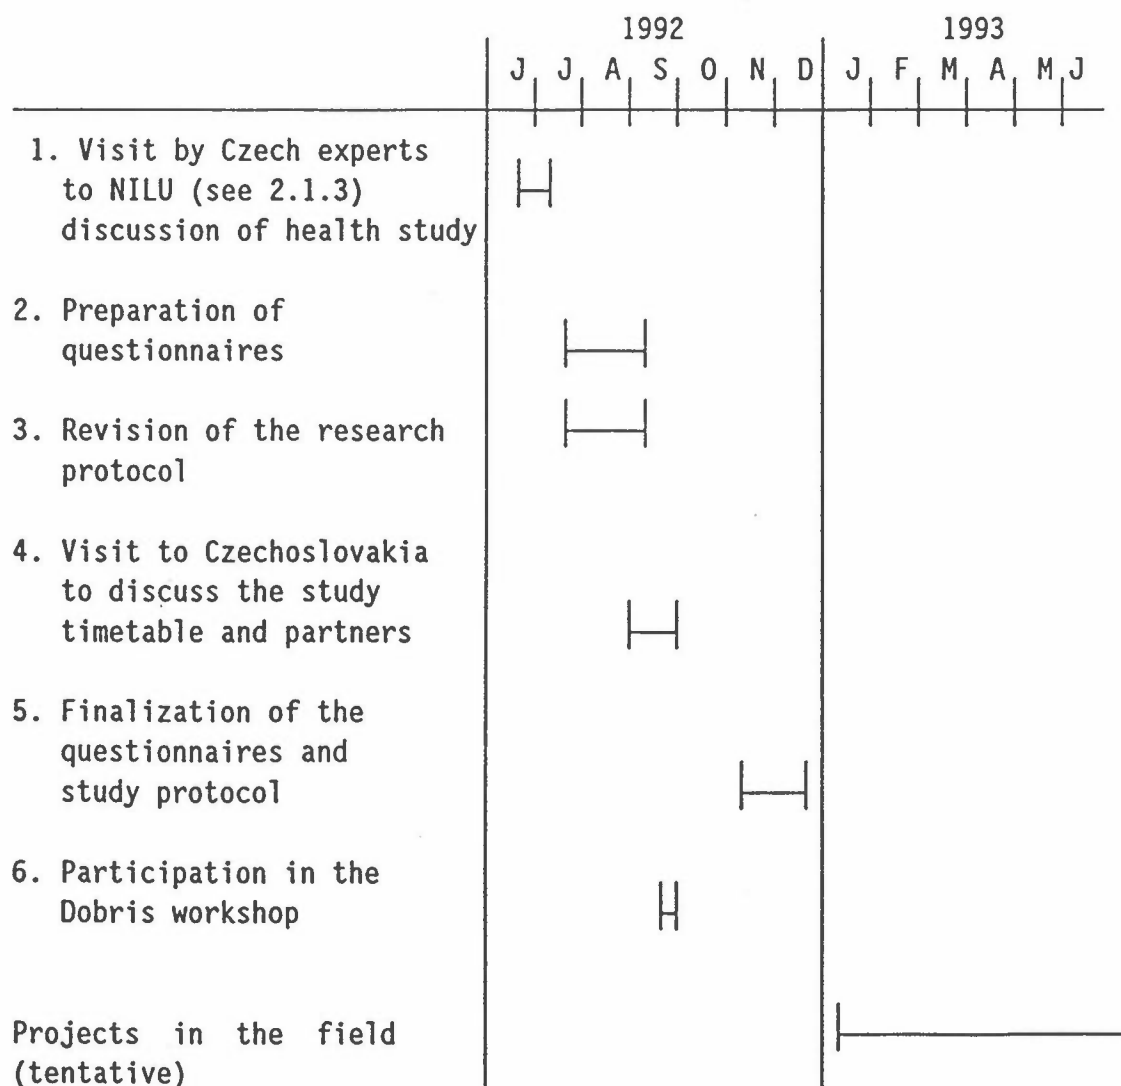 1992 1993
J J A S O N D J F M A M J
1. Visit by Czech experts
to NILU (see 2.1.3)
discussion of health study
2. Preparation of
questionnaires
3. Revision of the research
protocol
4. Visit to Czechoslovakia
to discuss the study
timetable and partners
5. Finalization of the
questionnaires and
study protocol
6. Participation in the
Dobris workshop
Projects in the field
(tentative)